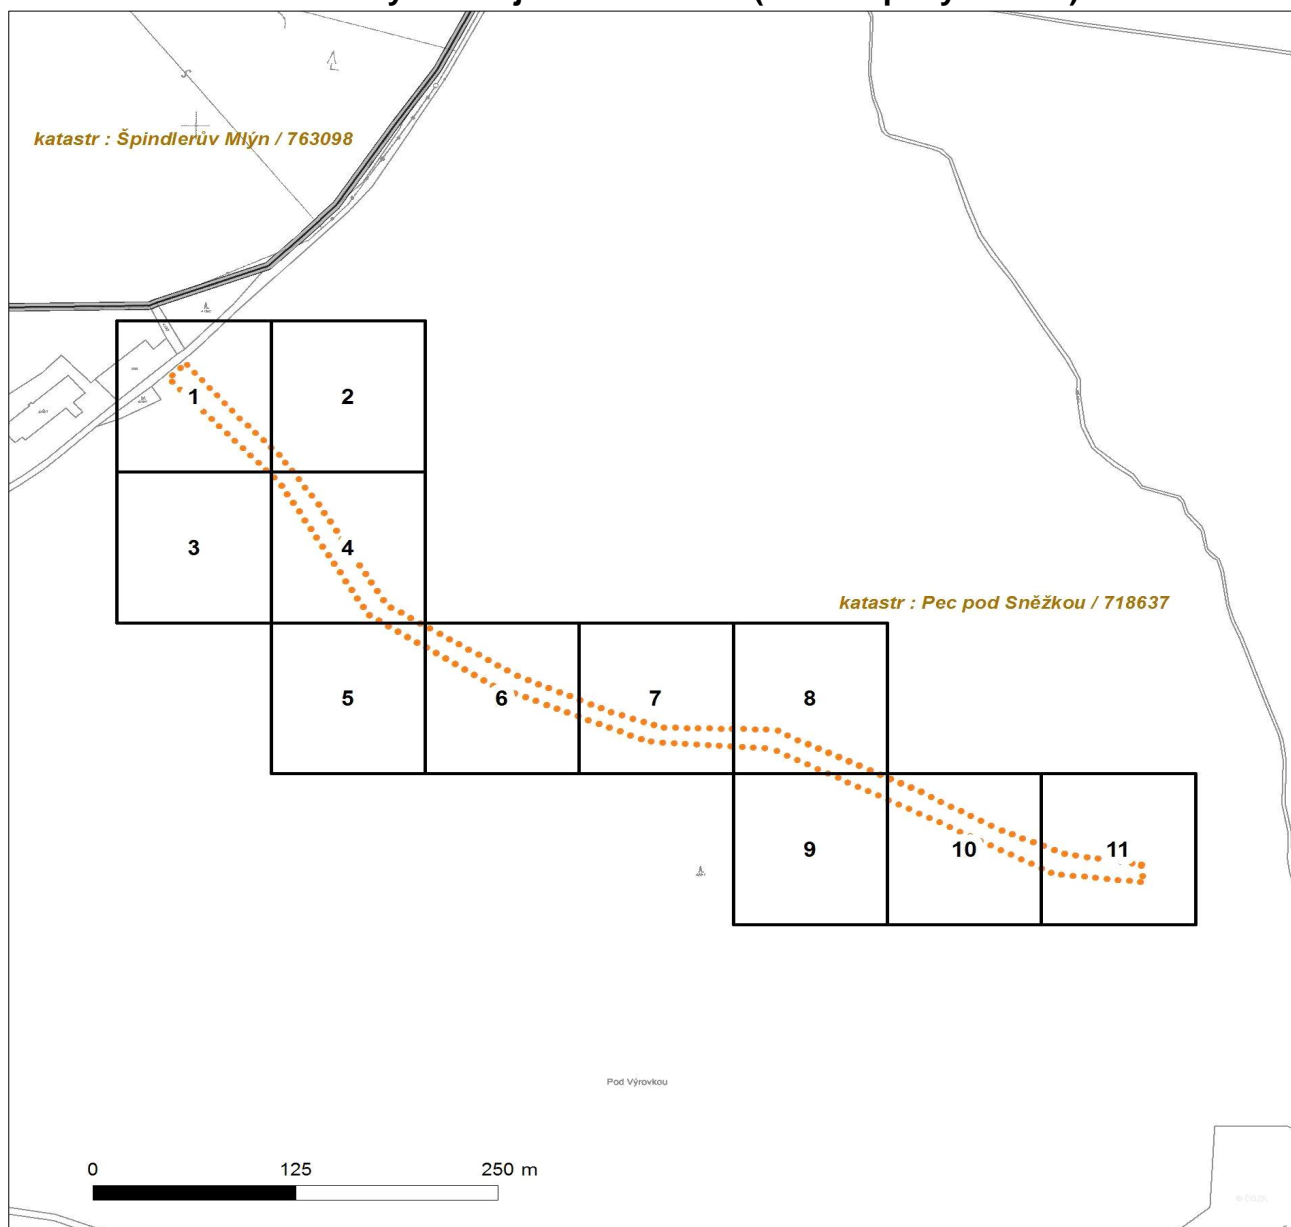 katastr : Špindlerův Mlýn / 763098
1
2
3
4
katastr : Pec pod Sněžkou / 718637
5
6
7
8
9
10
11
Pod Výrovkou
0 125 250 m